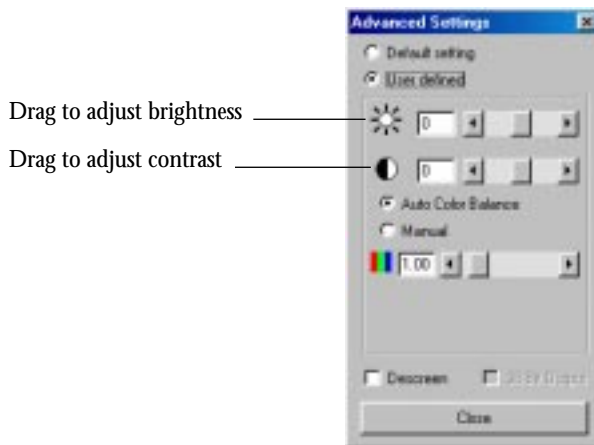 Advanced Settings
Default setting
User defined
Drag to adjust brightness
0
Drag to adjust contrast
0
Auto Color Balance
Manual
1.00
Descreen
Close